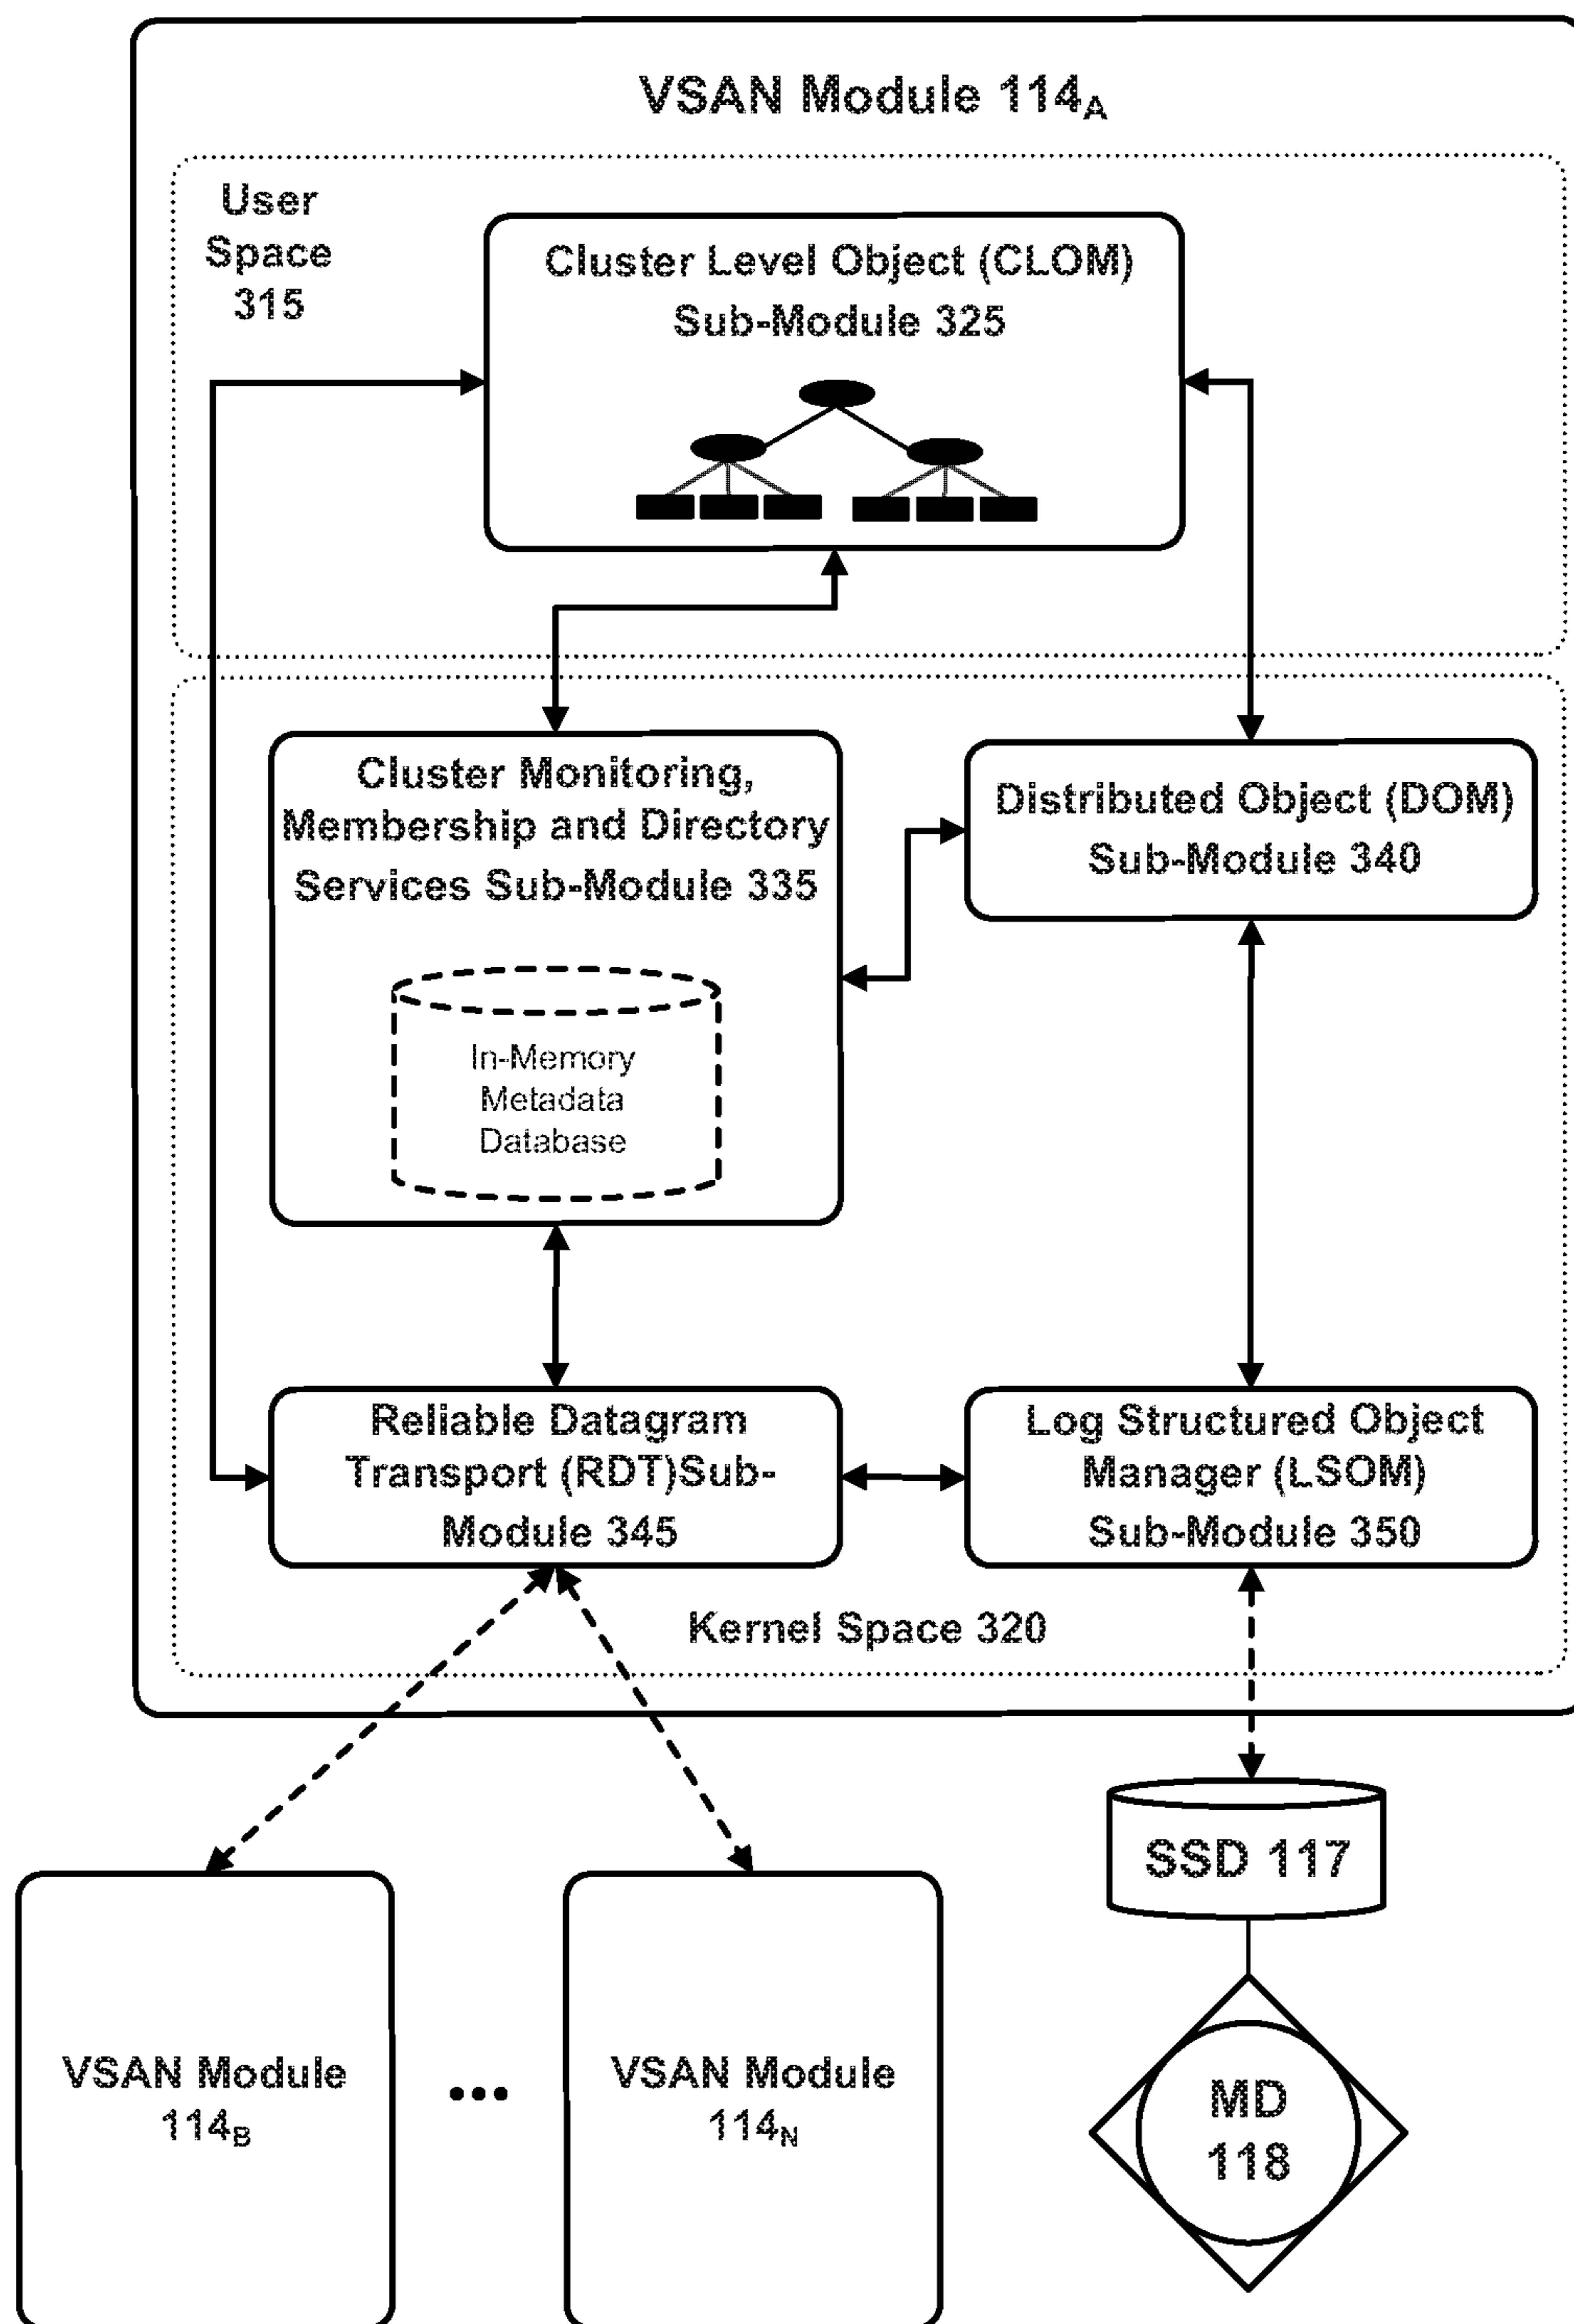 VSAN Module 114A
User
Space
315
Cluster Level Object (CLOM)
Sub-Module 325
Cluster Monitoring,
Membership and Directory
Services Sub-Module 335
In-Memory
Metadata
Database
Distributed Object (DOM)
Sub-Module 340
Reliable Datagram
Transport (RDT)Sub-
Module 345
Log Structured Object
Manager (LSOM)
Sub-Module 350
Kernel Space 320
SSD 117
VSAN Module
114B
...
VSAN Module
114N
MD
118